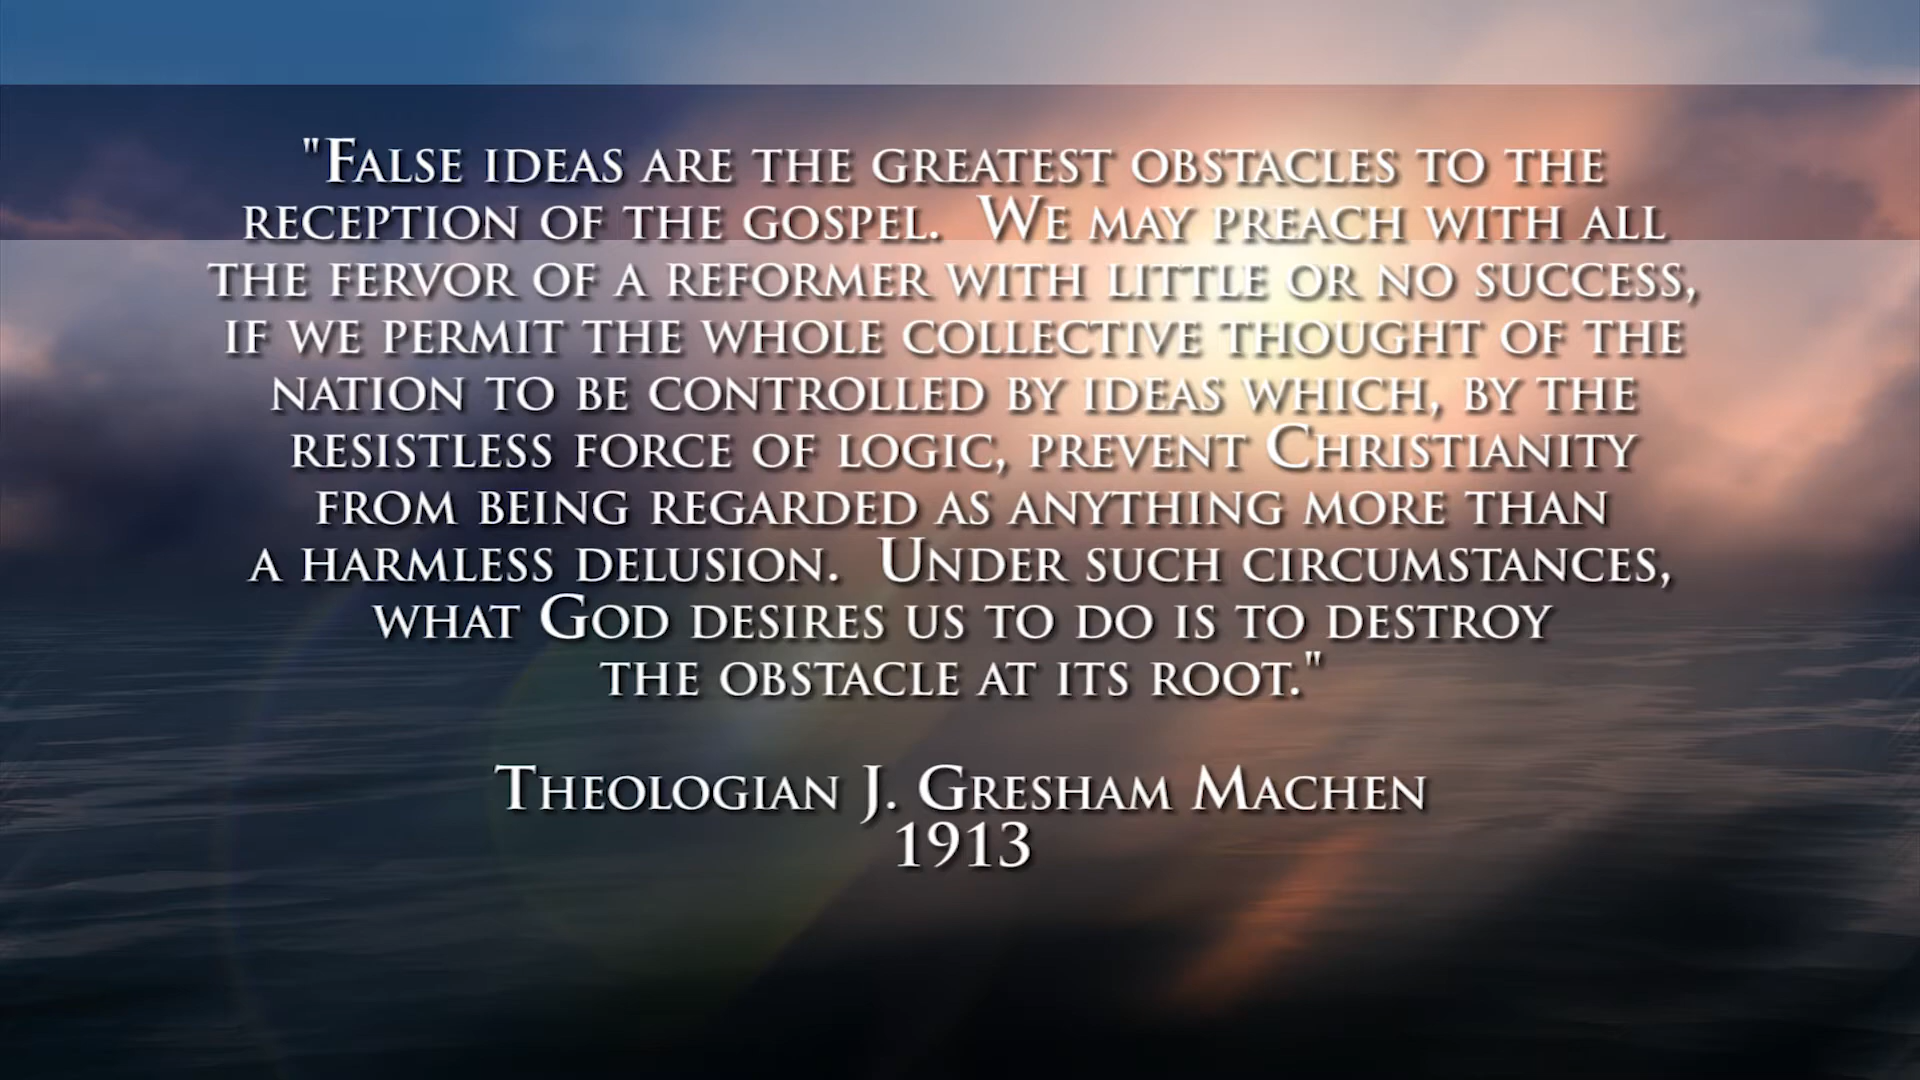 "False ideas are the greatest obstacles to the
reception of the gospel. We may preach with all
the fervor of a reformer with little or no success,
if we permit the whole collective thought of the
nation to be controlled by ideas which, by the
resistless force of logic, prevent Christianity
from being regarded as anything more than
a harmless delusion. Under such circumstances,
what God desires us to do is to destroy
the obstacle at its root."
Theologian J. Gresham Machen
1913